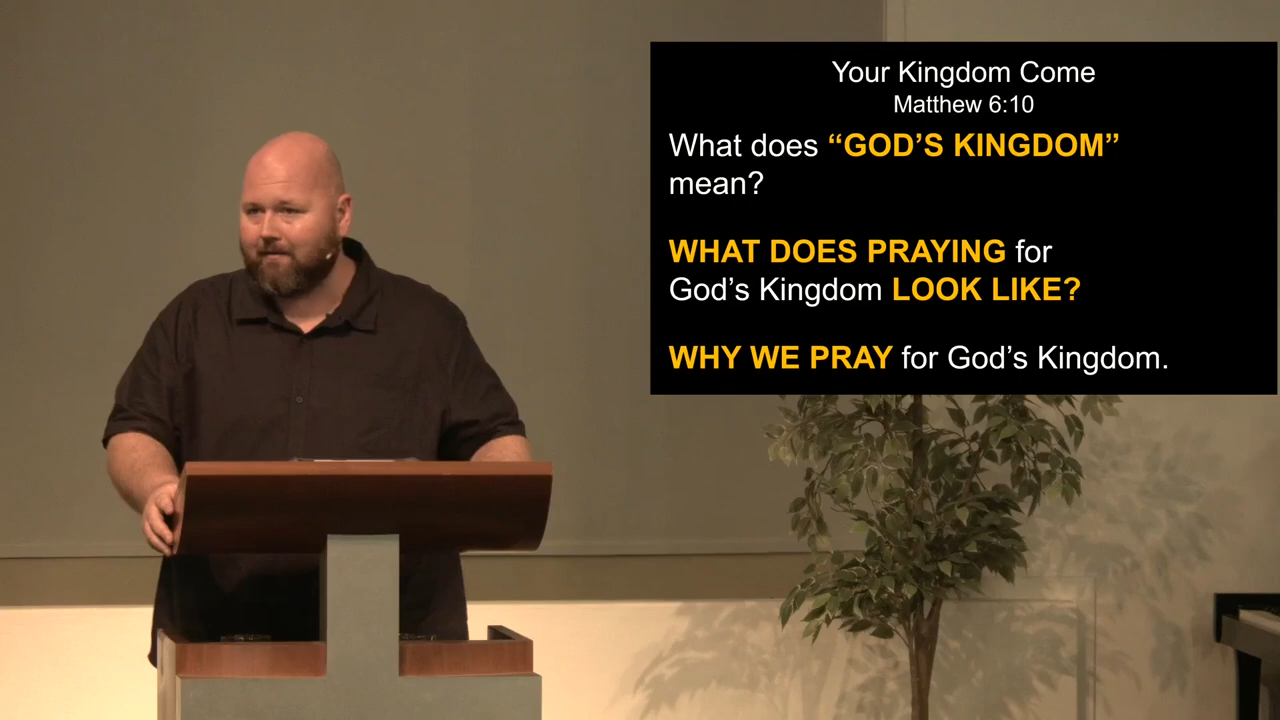 Your Kingdom Come
Matthew 6:10
What does “GOD’S KINGDOM”
mean?
WHAT DOES PRAYING for
God’s Kingdom LOOK LIKE?
WHY WE PRAY for God’s Kingdom.